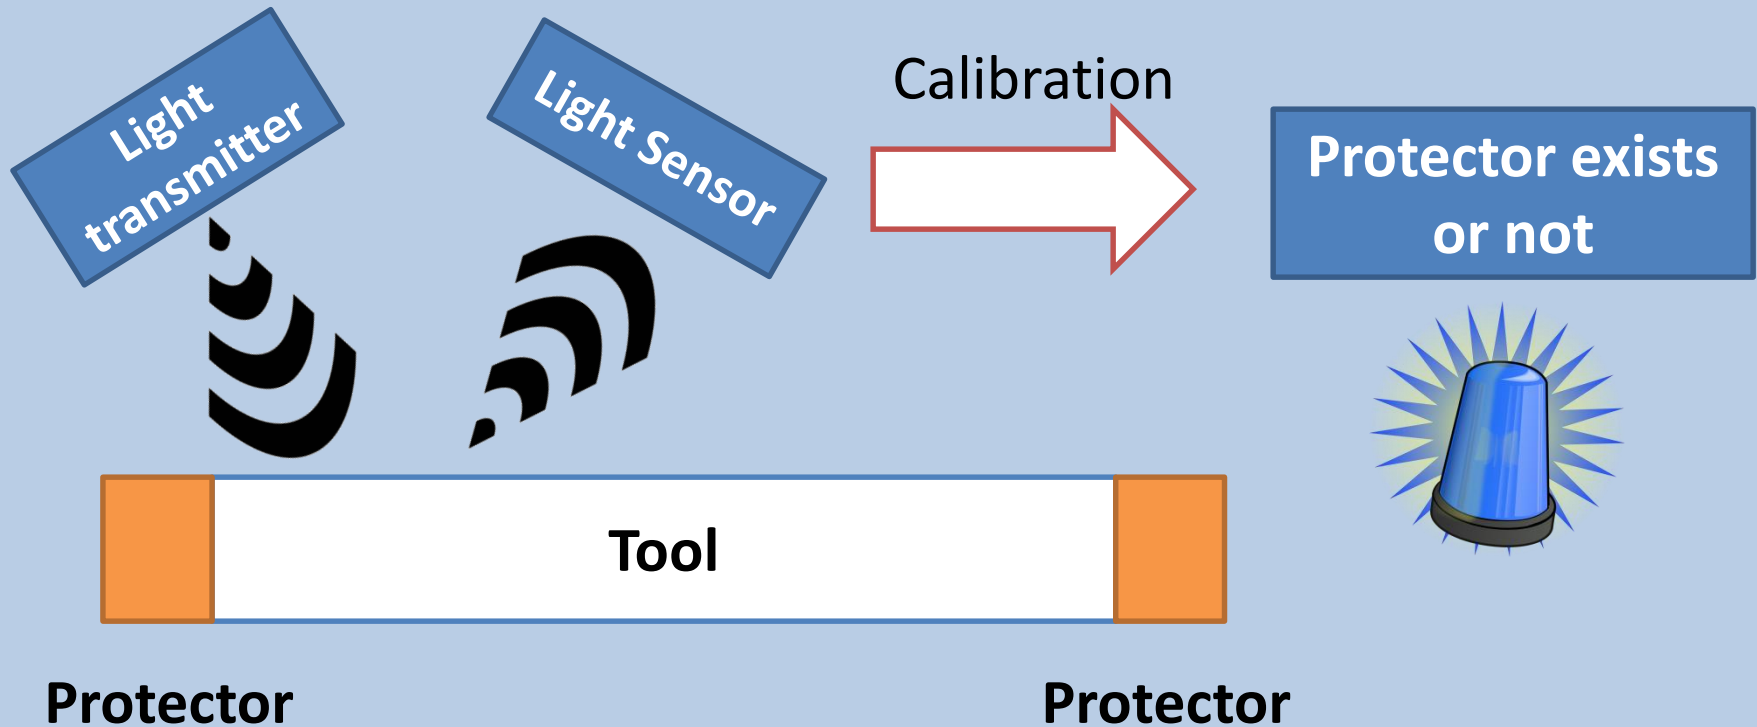 Light
transmitter
Light Sensor
Calibration
Protector exists
or not
Tool
Protector
Protector